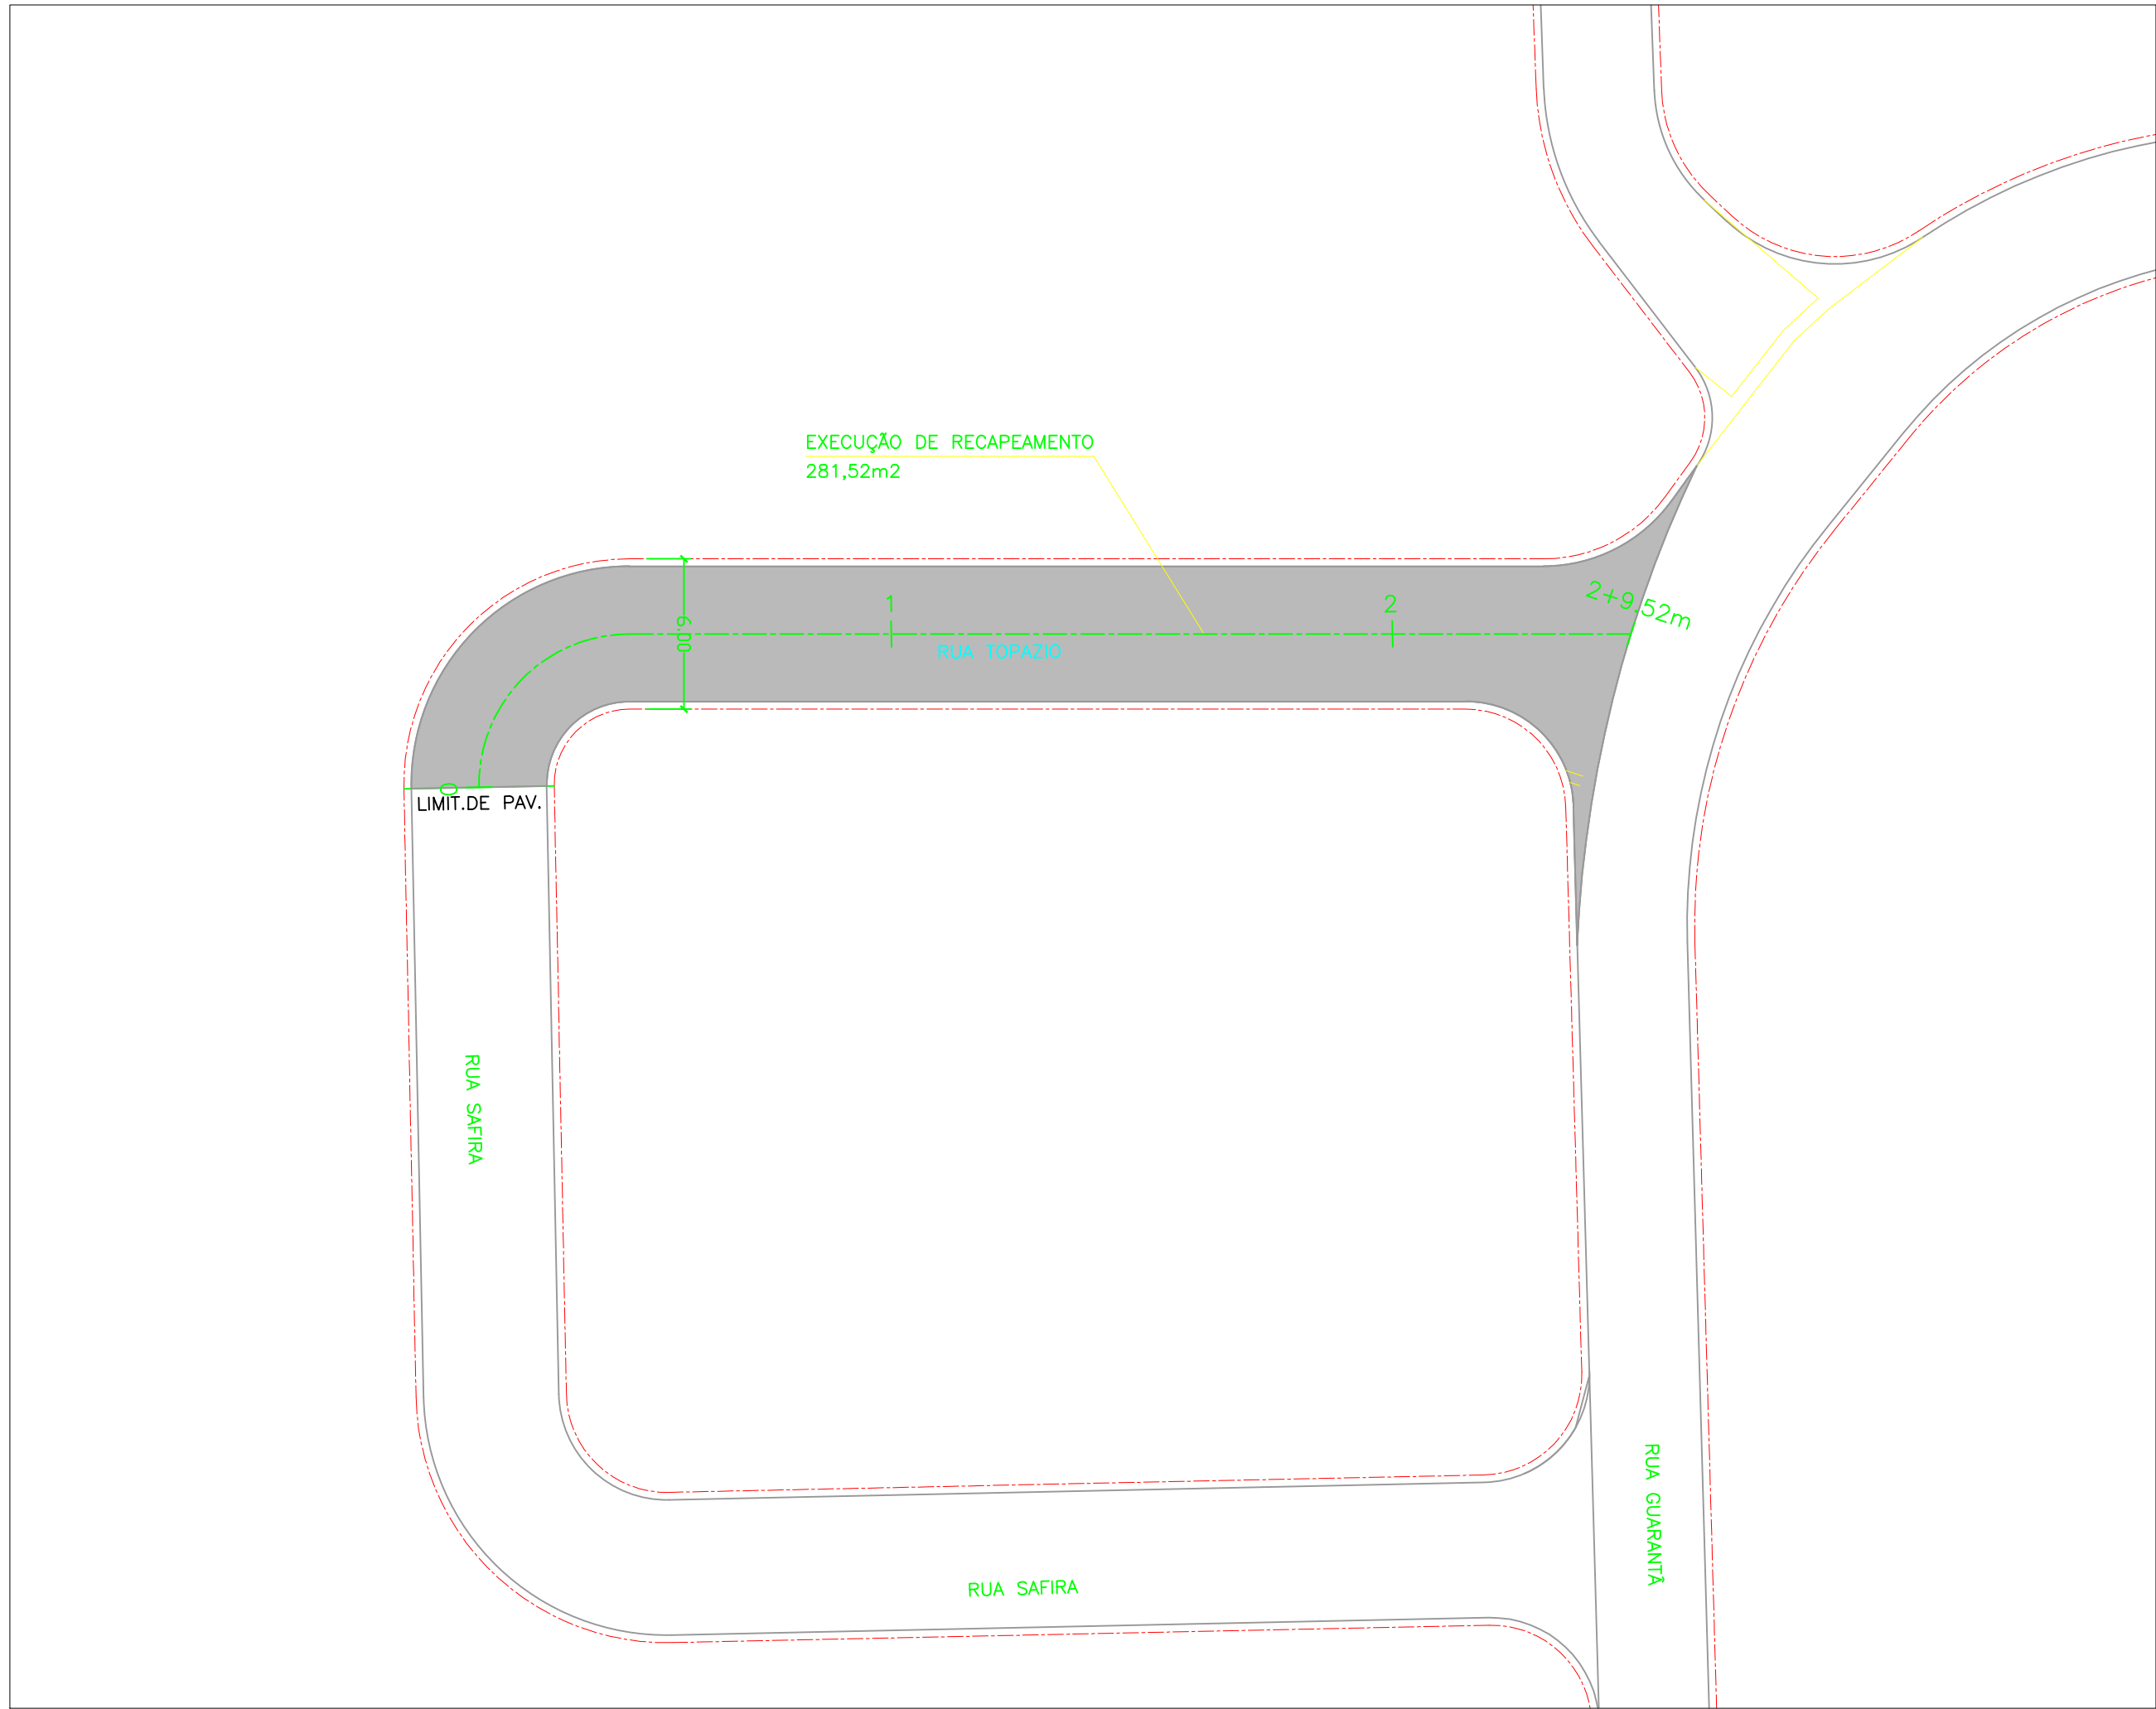 EXECUÇÃO DE RECAPEAMENTO
281,52m2
1
2
2+9,52m
6.00
RUA TOPAZIO
0
LIMIT.DE PAV.
RUA SAFIRA
RUA GUARANTÃ
RUA SAFIRA